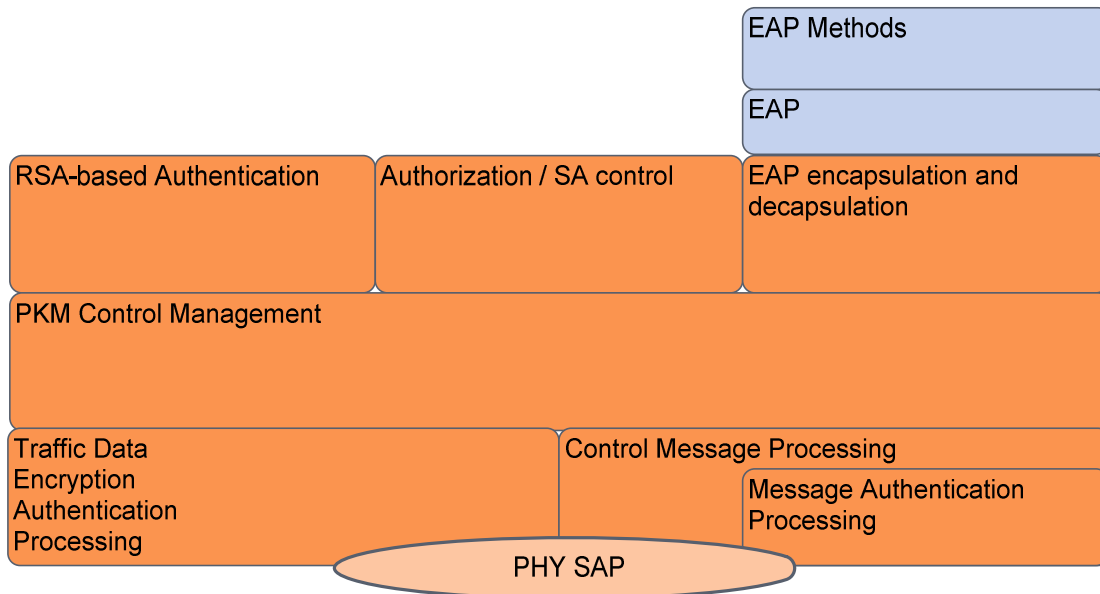 EAP Methods
EAP
RSA-based Authentication
Authorization / SA control
EAP encapsulation and
decapsulation
PKM Control Management
Traffic Data
Encryption
Authentication
Processing
Control Message Processing
Message Authentication
Processing
PHY SAP